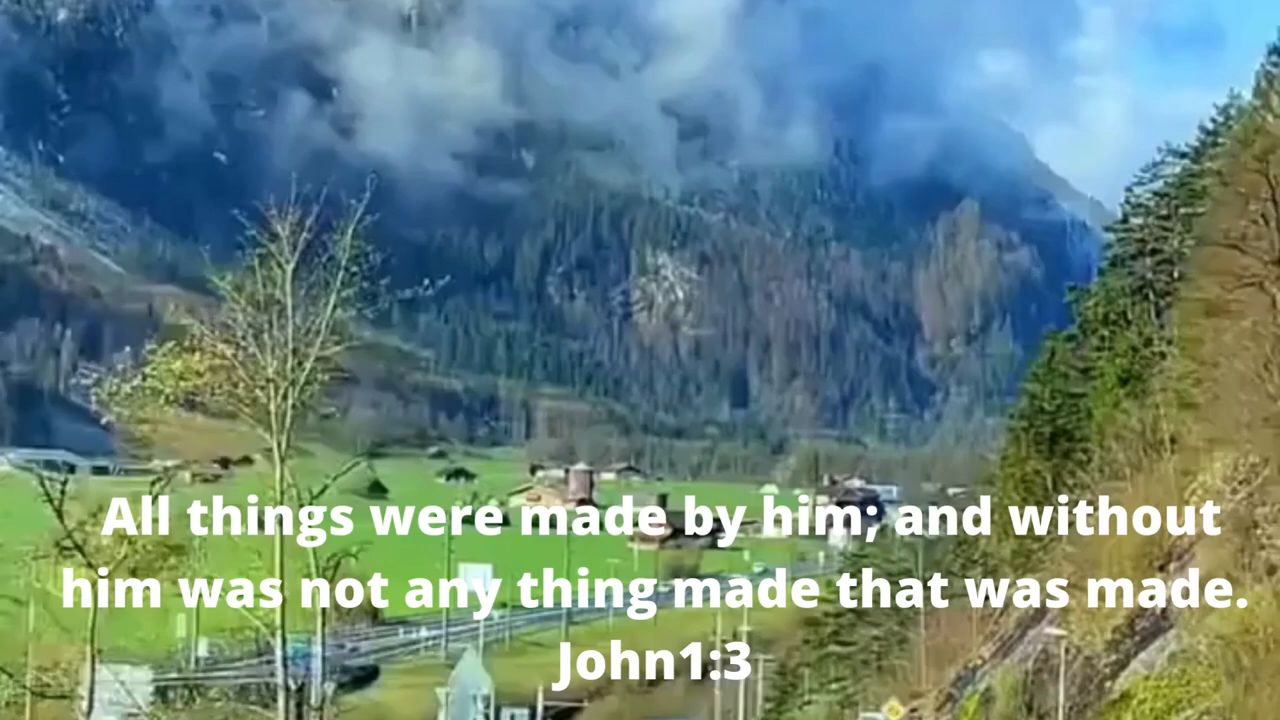 All things were made by him; and without
him was not any thing made that was made.
John1:3